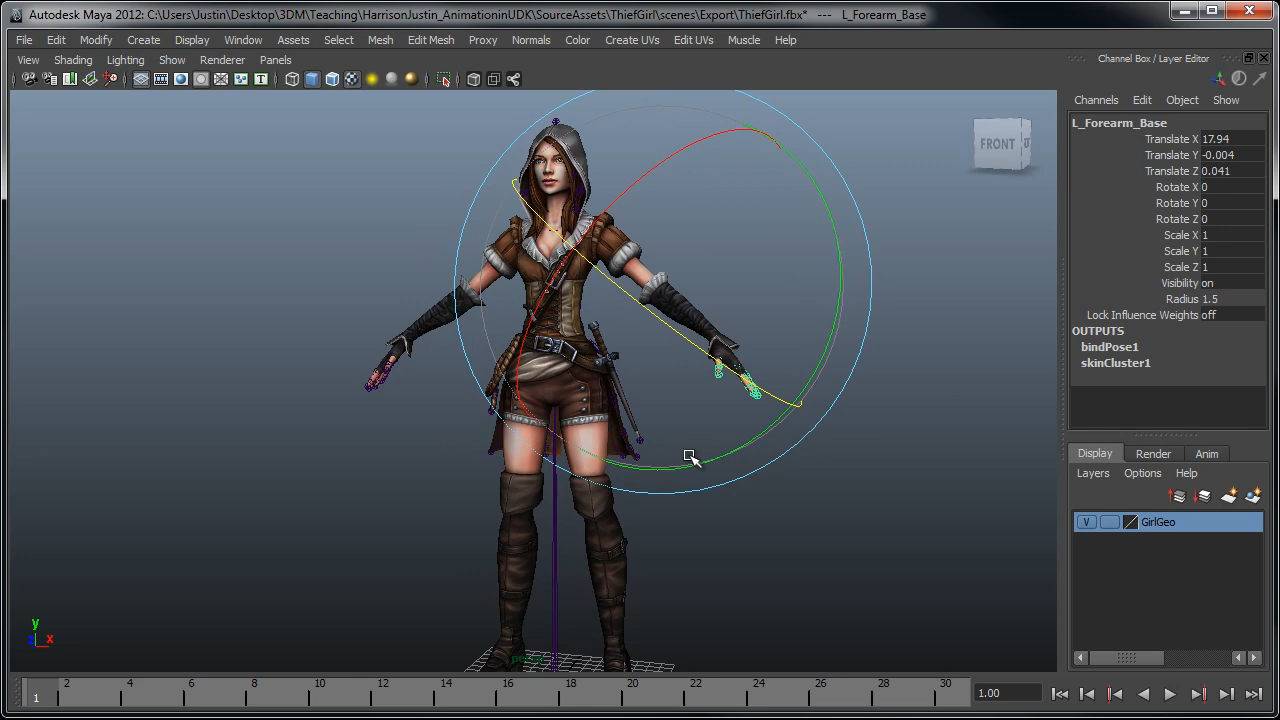 Autodesk Maya 2012: C:\Users\Justin\Desktop\3DM\Teaching\HarrisonJustin_AnimationinUDK\SourceAssets\ThiefGirl\scenes\Export\ThiefGirl.fbx* --- L_Forearm_Base
File Edit Modify Create Display Window Assets Select Mesh Edit Mesh Proxy Normals Color Create UVs Edit UVs Muscle Help
View Shading Lighting Show Renderer Panels
Channel Box / Layer Editor
Channels Edit Object Show
L_Forearm_Base
Translate X 17.94
Translate Y -0.004
Translate Z 0.041
Rotate X 0
Rotate Y 0
Rotate Z 0
Scale X 1
Scale Y 1
Scale Z 1
Visibility on
Radius 1.5
Lock Influence Weights off
OUTPUTS
bindPose1
skinCluster1
FRONT
Display Render Anim
Layers Options Help
V GirlGeo
y
x
1 2 4 6 8 10 12 14 16 18 20 22 24 26 28 30 1.00